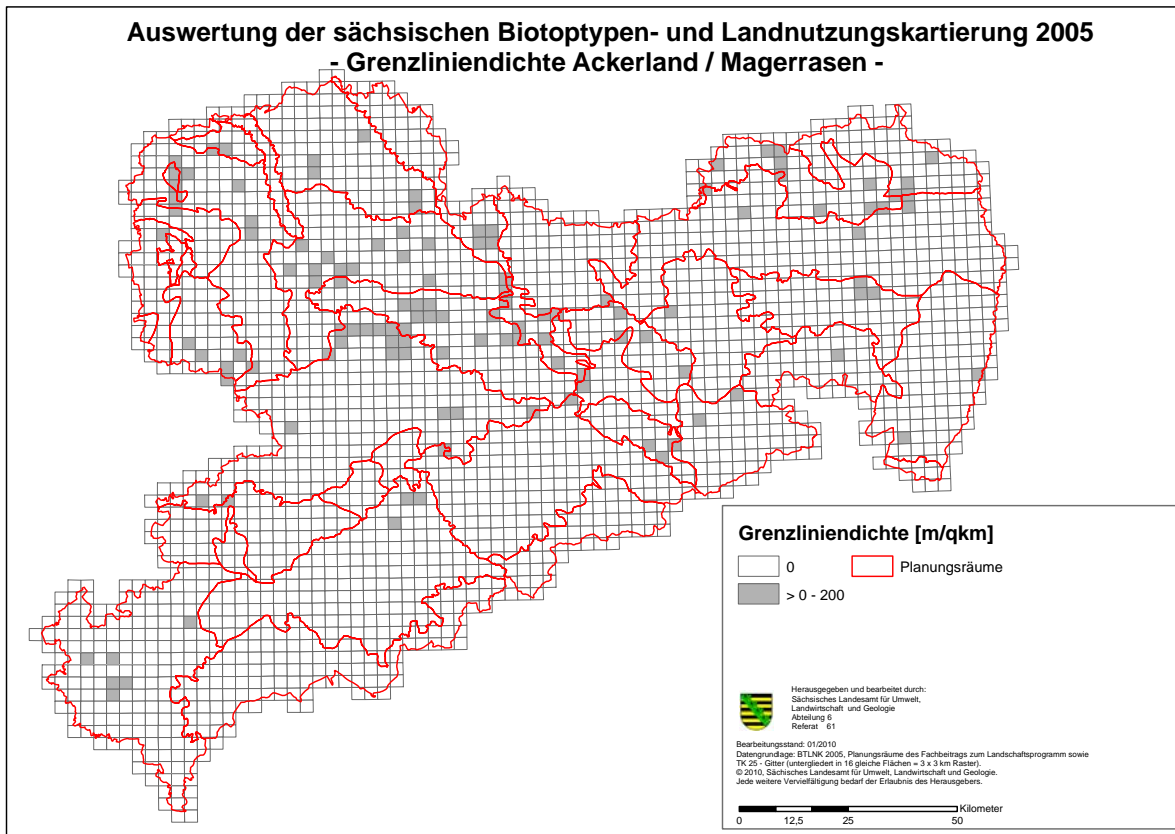 Auswertung der sächsischen Biotoptypen- und Landnutzungskartierung 2005
- Grenzliniendichte Ackerland / Magerrasen -
Grenzliniendichte [m/qkm]
0 Planungsräume
> 0 - 200
Herausgegeben und bearbeitet durch:
Sächsisches Landesamt für Umwelt,
Landwirtschaft und Geologie
Abteilung 6
Referat 61
Bearbeitungsstand: 01/2010
Datengrundlage: BTLNK 2005, Planungsräume des Fachbeitrags zum Landschaftsprogramm sowie
TK 25 - Gitter (untergliedert in 16 gleiche Flächen = 3 x 3 km Raster).
© 2010, Sächsisches Landesamt für Umwelt, Landwirtschaft und Geologie.
Jede weitere Vervielfältigung bedarf der Erlaubnis des Herausgebers.
Kilometer
0 12,5 25 50